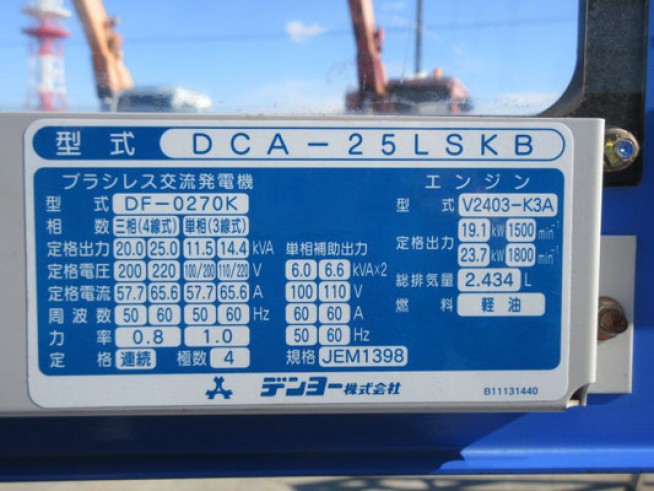 型式 DCA-25LSKB
ブラシレス交流発電機
型式 DF-0270K
相数 三相(4線式) 単相(3線式)
定格出力 20.0 25.0 11.5 14.4 kVA
定格電圧 200 220 100/200 110/220 V
定格電流 57.7 65.6 57.7 65.6 A
周波数 50 60 50 60 Hz
力率 0.8 1.0
定格 連続 極数 4
単相補助出力
6.0 6.6 kVA×2
100 110 V
60 60 A
50 60 Hz
規格 JEM1398
エンジン
型式 V2403-K3A
定格出力 19.1 kW 1500 min⁻¹
23.7 kW 1800 min⁻¹
総排気量 2.434 L
燃料 軽油
デンヨー株式会社
B11131440